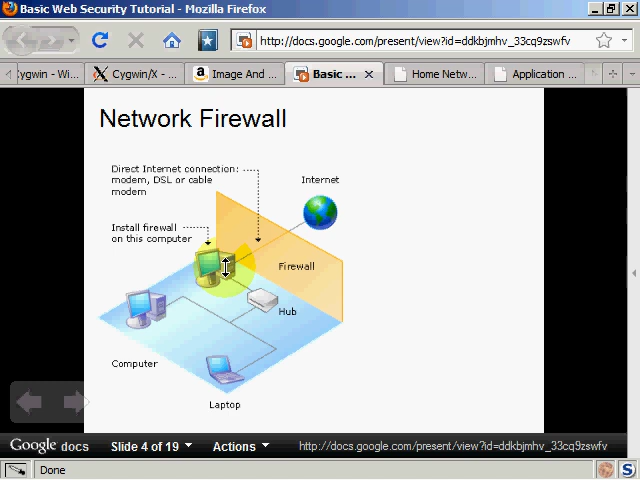 Basic Web Security Tutorial - Mozilla Firefox
http://docs.google.com/present/view?id=ddkbjmhv_33cq9zswfv
Cygwin - Wi... Cygwin/X - ... Image And ... Basic ... Home Netw... Application ...
Network Firewall
Direct Internet connection:
modem, DSL or cable
modem
Internet
Install firewall
on this computer
Firewall
Hub
Computer
Laptop
Google docs Slide 4 of 19 Actions http://docs.google.com/present/view?id=ddkbjmhv_33cq9zswfv
Done